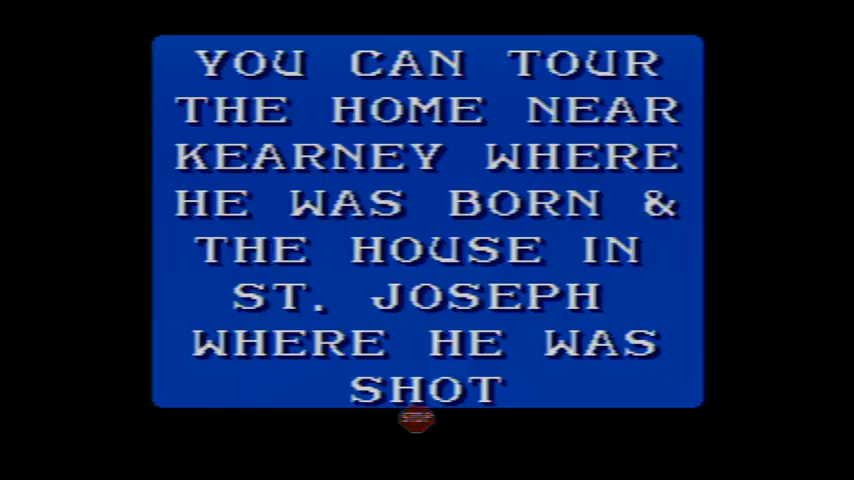 YOU CAN TOUR
THE HOME NEAR
KEARNEY WHERE
HE WAS BORN &
THE HOUSE IN
ST. JOSEPH
WHERE HE WAS
SHOT
STOP